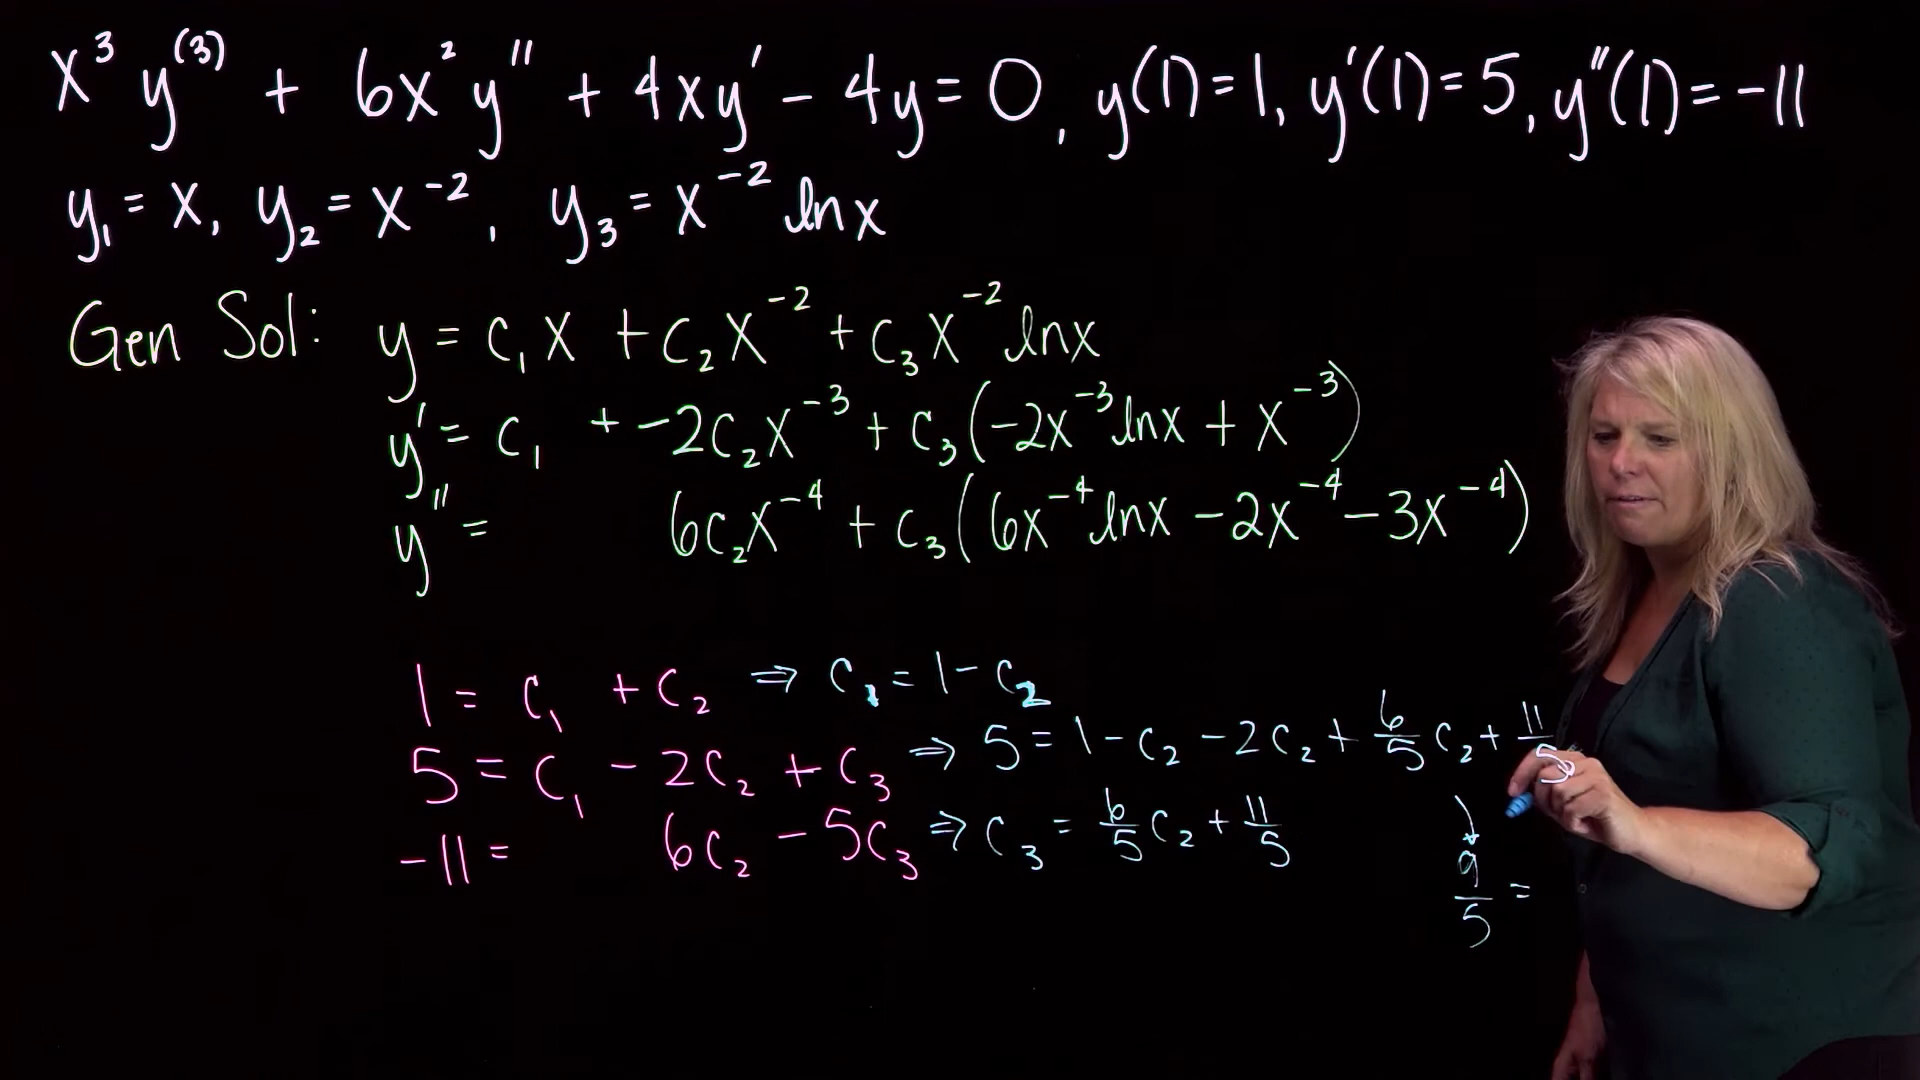 x³y⁽³⁾ + 6x²y'' + 4xy' − 4y = 0, y(1) = 1, y'(1) = 5, y''(1) = −11
y₁ = x, y₂ = x⁻², y₃ = x⁻² ln x
Gen Sol: y = c₁x + c₂x⁻² + c₃x⁻² ln x
y' = c₁ + −2c₂x⁻³ + c₃(−2x⁻³ ln x + x⁻³)
y'' = 6c₂x⁻⁴ + c₃(6x⁻⁴ ln x − 2x⁻⁴ − 3x⁻⁴)
1 = c₁ + c₂ ⇒ c₁ = 1 − c₂
5 = c₁ − 2c₂ + c₃ ⇒ 5 = 1 − c₂ − 2c₂ + 6/5 c₂ + 11/5
−11 = 6c₂ − 5c₃ ⇒ c₃ = 6/5 c₂ + 11/5
↓
9/5 =